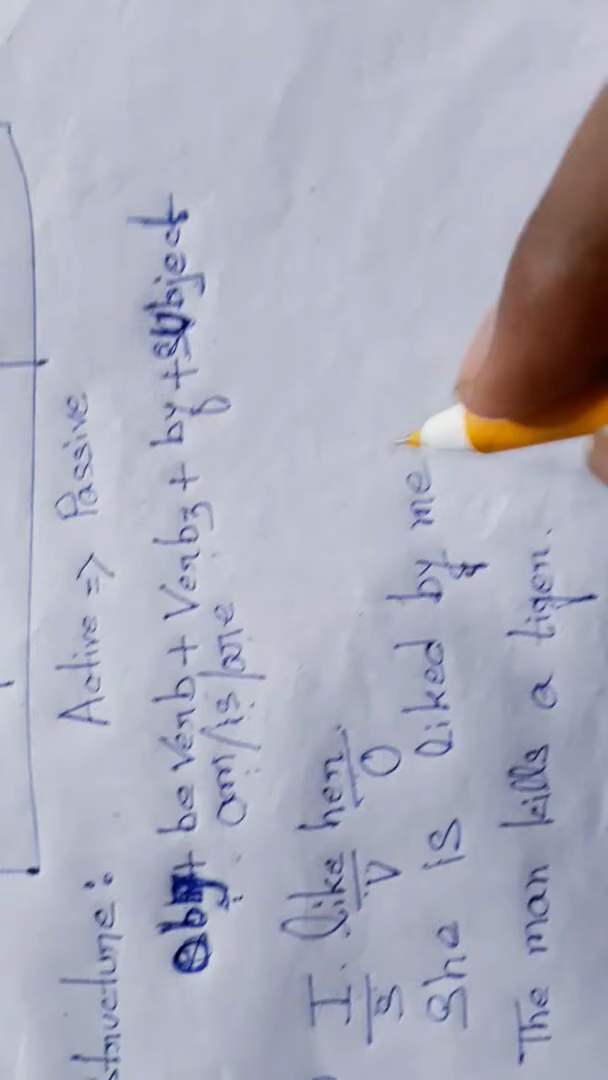 Structure:
Active => Passive
Obj + be Verb + Verb3 + by + Subject
am/is/are
I like her.
S V O
She is liked by me
The man kills a tiger.